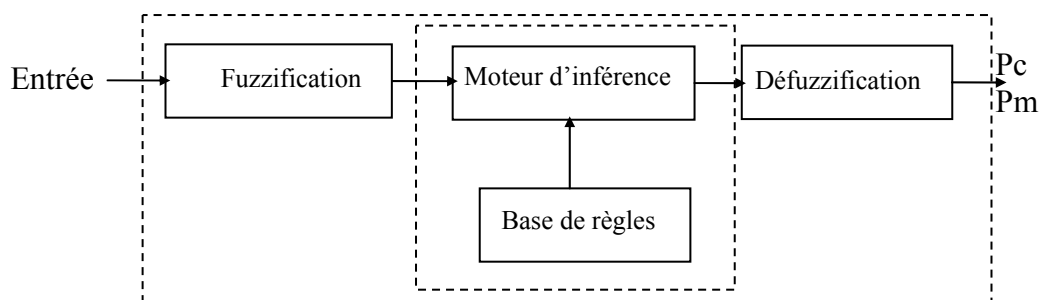 Entrée
Fuzzification
Moteur d’inférence
Défuzzification
Pc
Pm
Base de règles